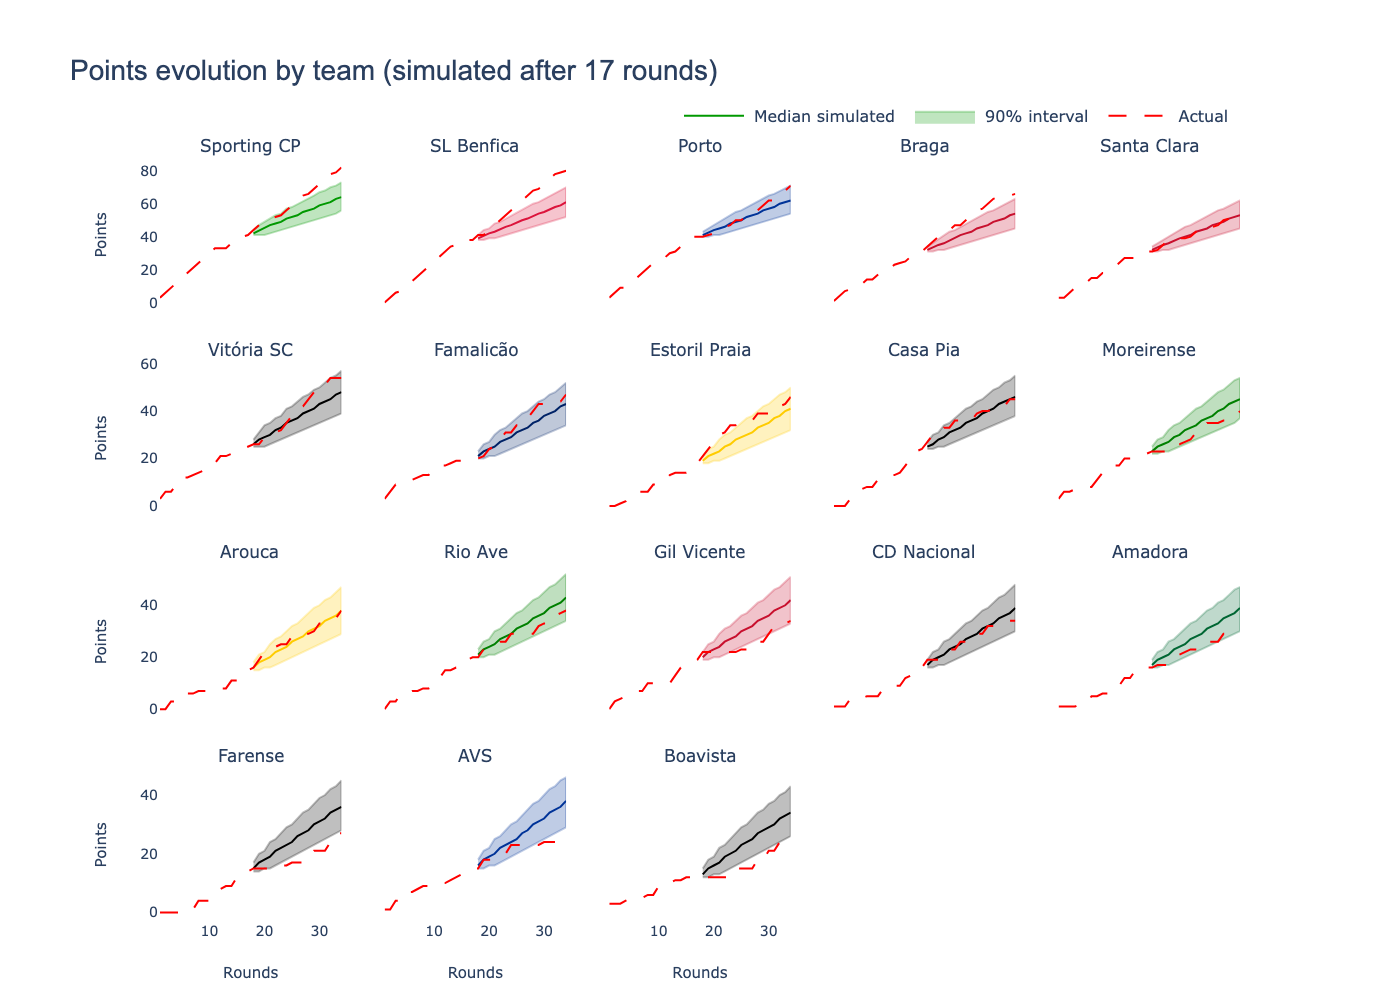 Points evolution by team (simulated after 17 rounds)
Median simulated 90% interval Actual
Sporting CP SL Benfica Porto Braga Santa Clara
80
60
40
20
0
Points
Vitória SC Famalicão Estoril Praia Casa Pia Moreirense
60
40
20
0
Points
Arouca Rio Ave Gil Vicente CD Nacional Amadora
40
20
0
Points
Farense AVS Boavista
40
20
0
Points
10 20 30 10 20 30 10 20 30
Rounds Rounds Rounds